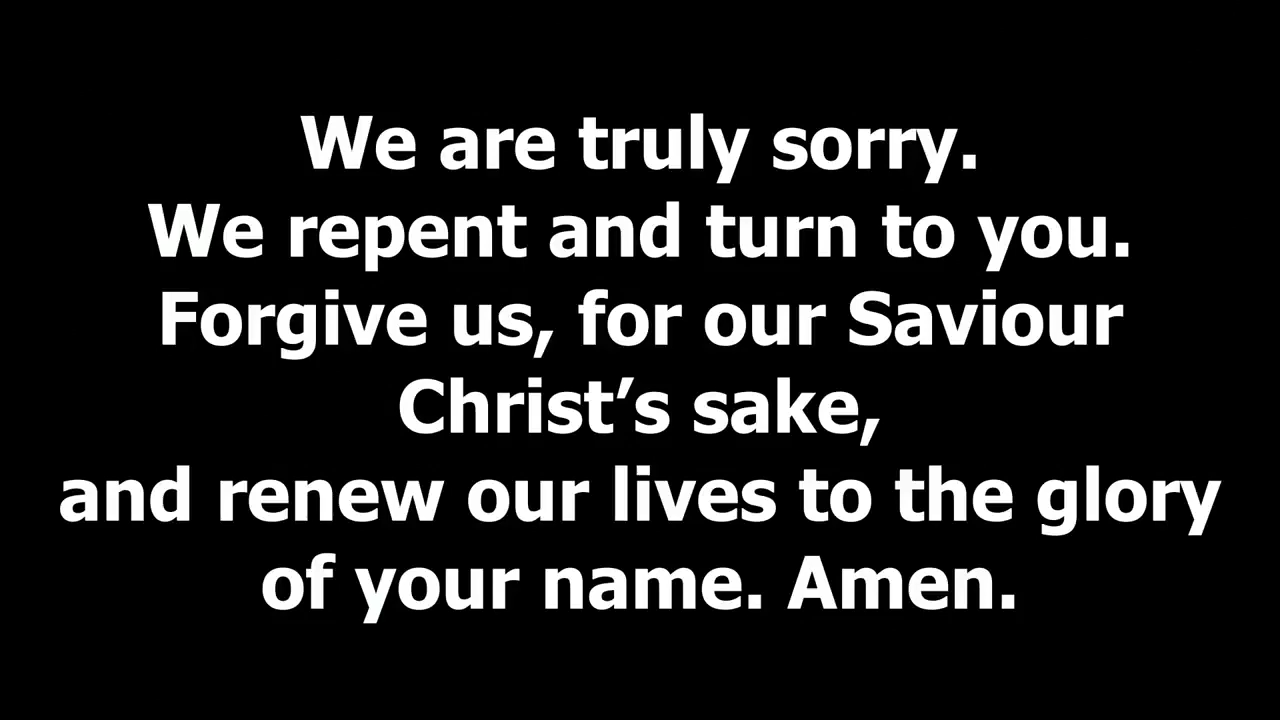 We are truly sorry.
We repent and turn to you.
Forgive us, for our Saviour
Christ’s sake,
and renew our lives to the glory
of your name. Amen.